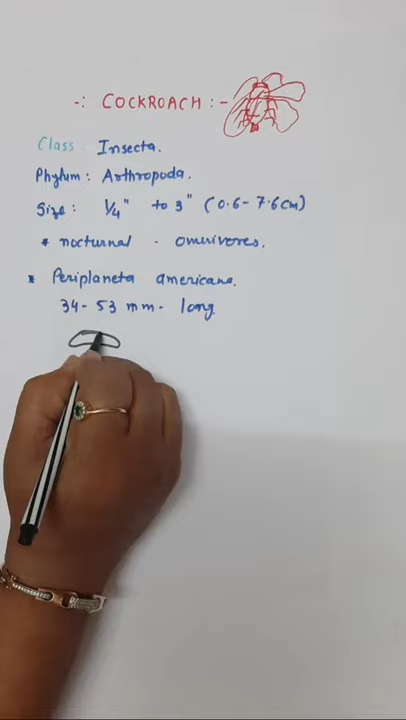 -: COCKROACH :-
Class : Insecta.
Phylum : Arthropoda.
Size : 1/4" to 3" (0.6 - 7.6 cm)
* nocturnal - omnivores.
* Periplaneta americana.
34 - 53 mm - long